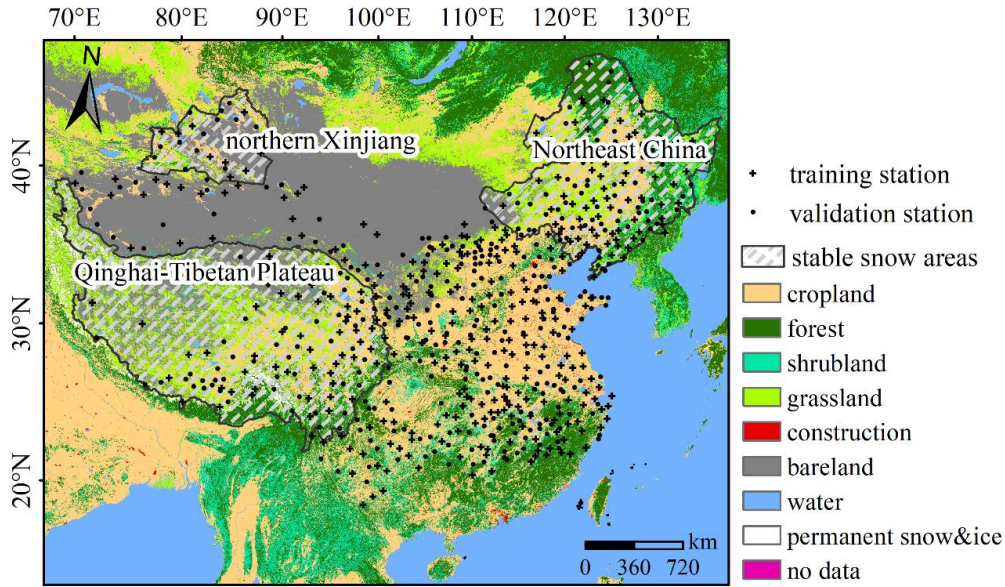 70°E 80°E 90°E 100°E 110°E 120°E 130°E
N
northern Xinjiang
Northeast China
40°N
Qinghai-Tibetan Plateau
30°N
20°N
km
0 360 720
training station
validation station
stable snow areas
cropland
forest
shrubland
grassland
construction
bareland
water
permanent snow&ice
no data